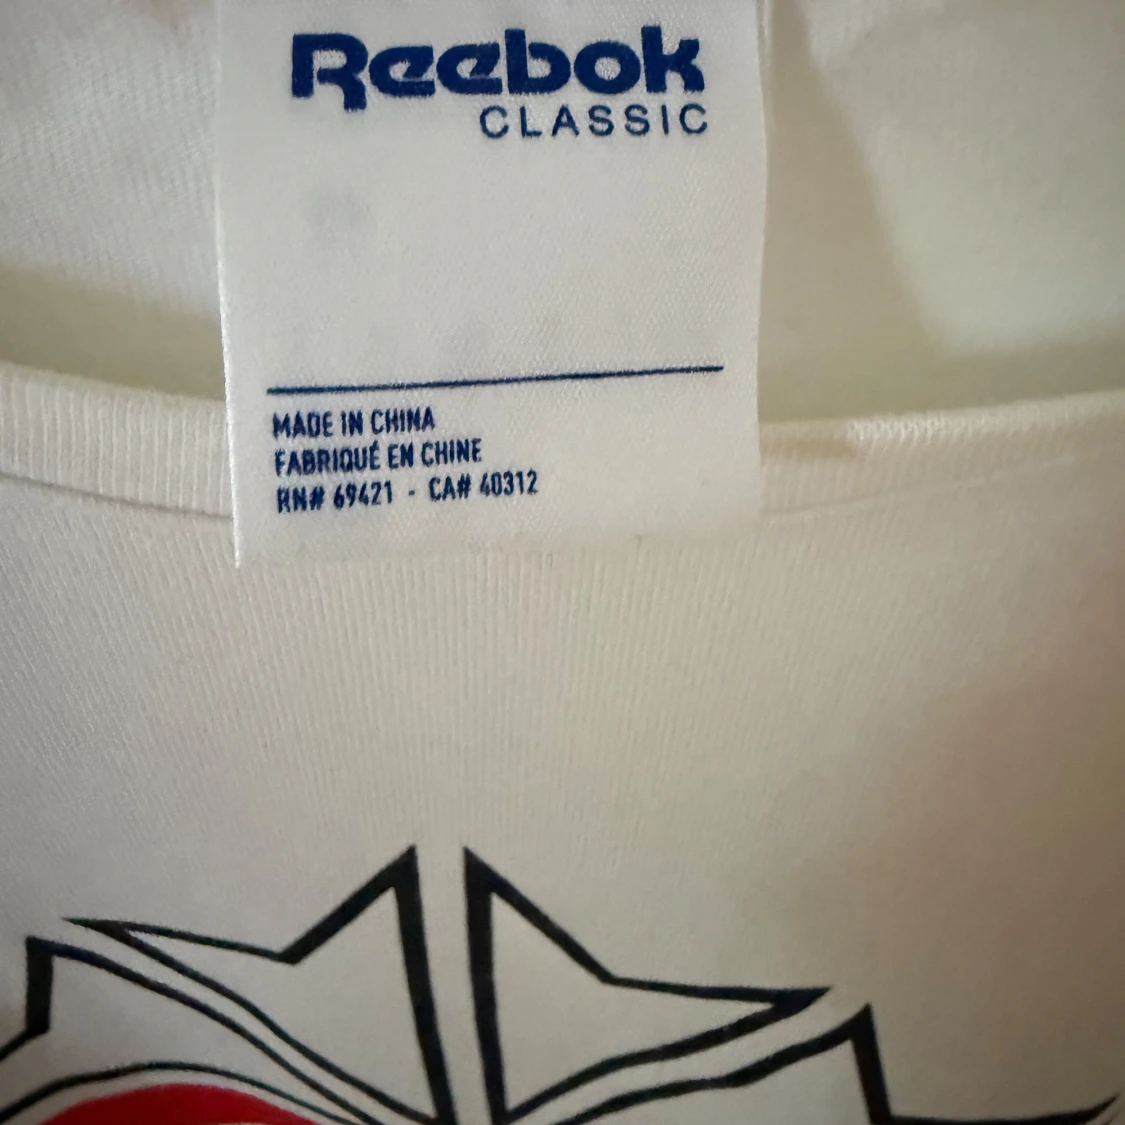 Reebok
CLASSIC
MADE IN CHINA
FABRIQUÉ EN CHINE
RN# 69421 - CA# 40312